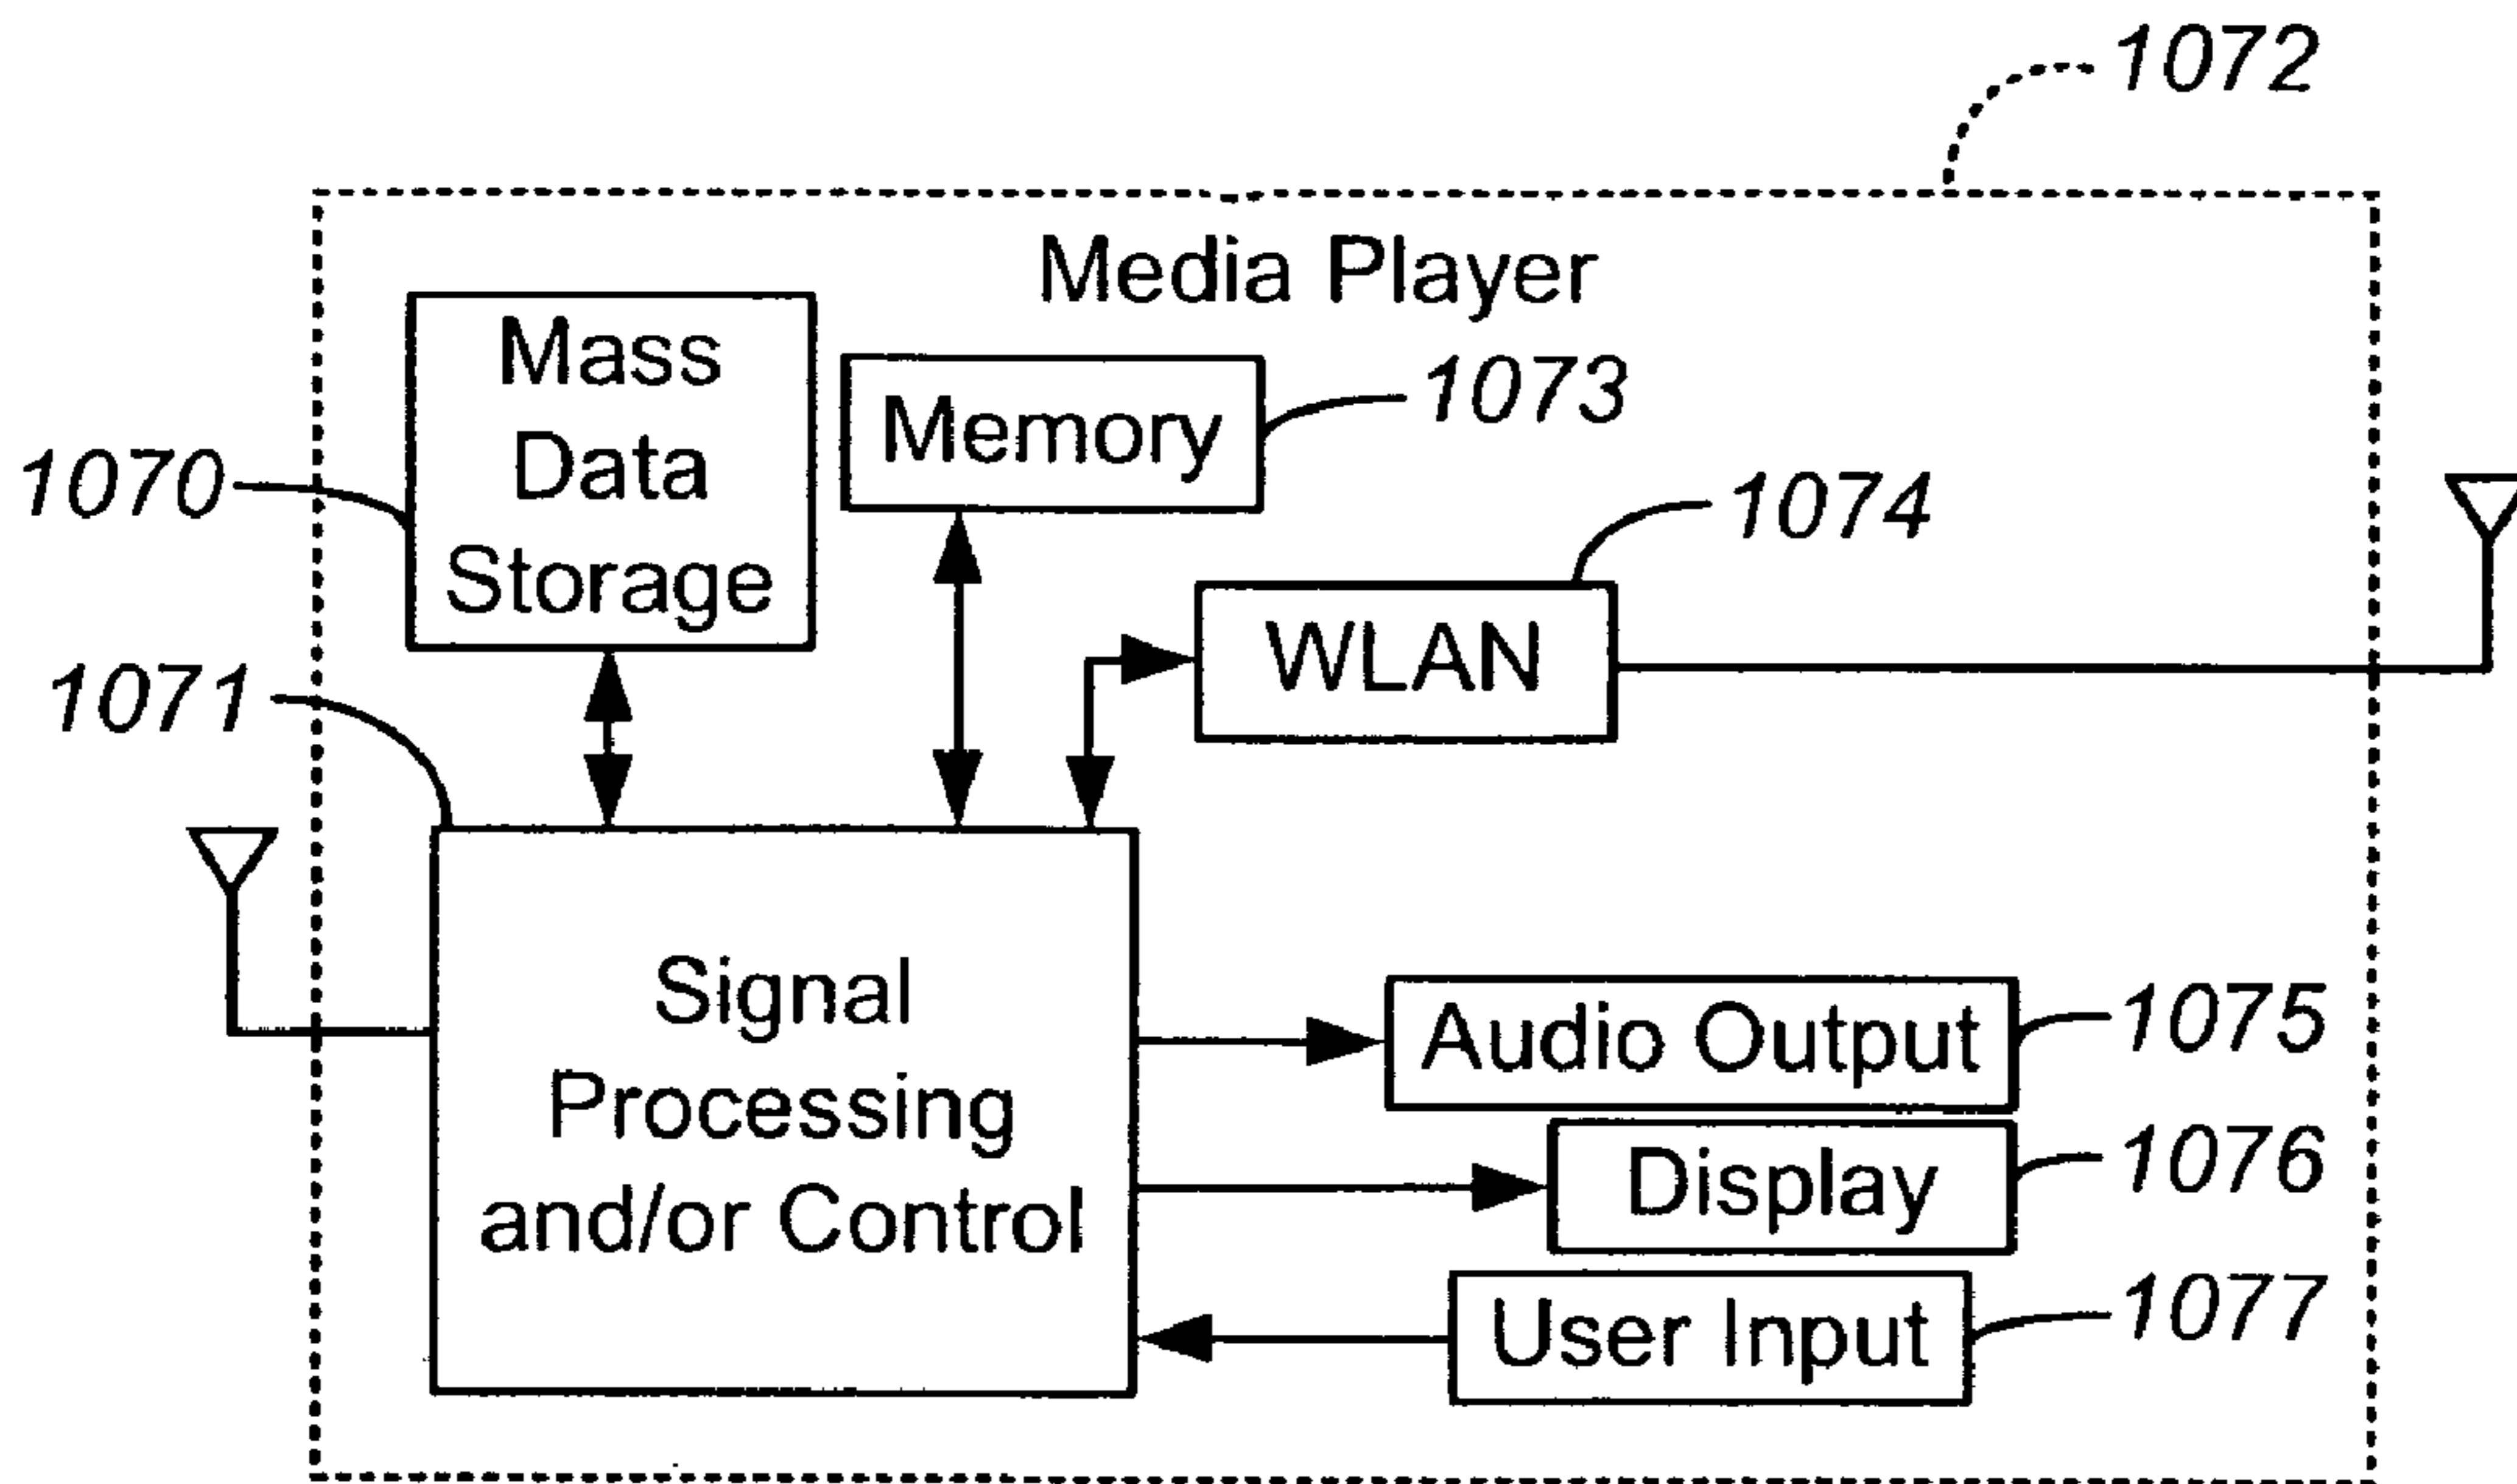 1072
Media Player
Mass
Data
Storage
Memory
1073
1070
1074
WLAN
1071
Signal
Processing
and/or Control
Audio Output
1075
Display
1076
User Input
1077